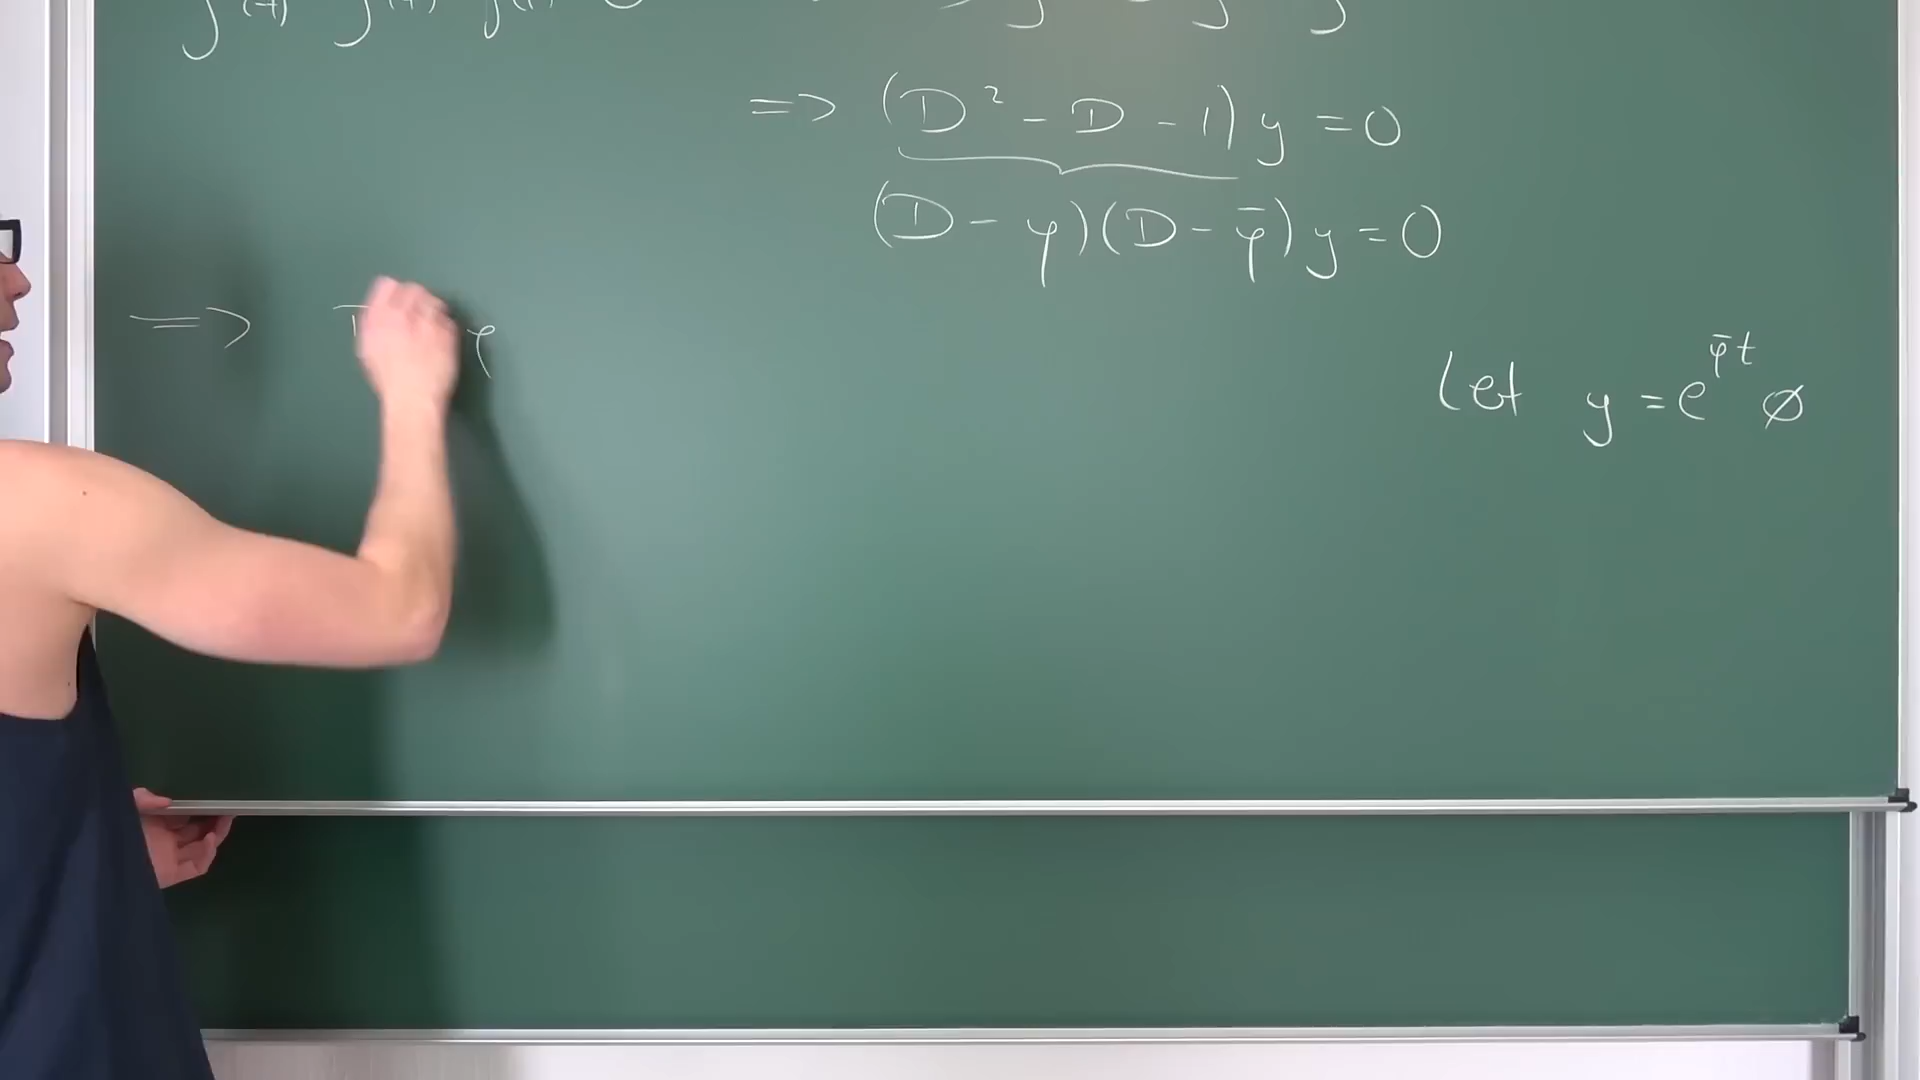 => (D² - D - 1) y = 0
(D - φ)(D - φ̄) y = 0
=> φ
Let y = e^φ̄t ø